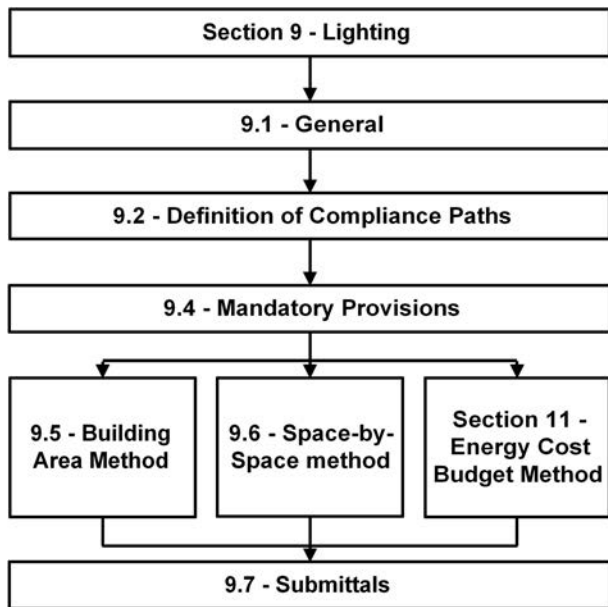 Section 9 - Lighting
9.1 - General
9.2 - Definition of Compliance Paths
9.4 - Mandatory Provisions
9.5 - Building
Area Method
9.6 - Space-by-
Space method
Section 11 -
Energy Cost
Budget Method
9.7 - Submittals